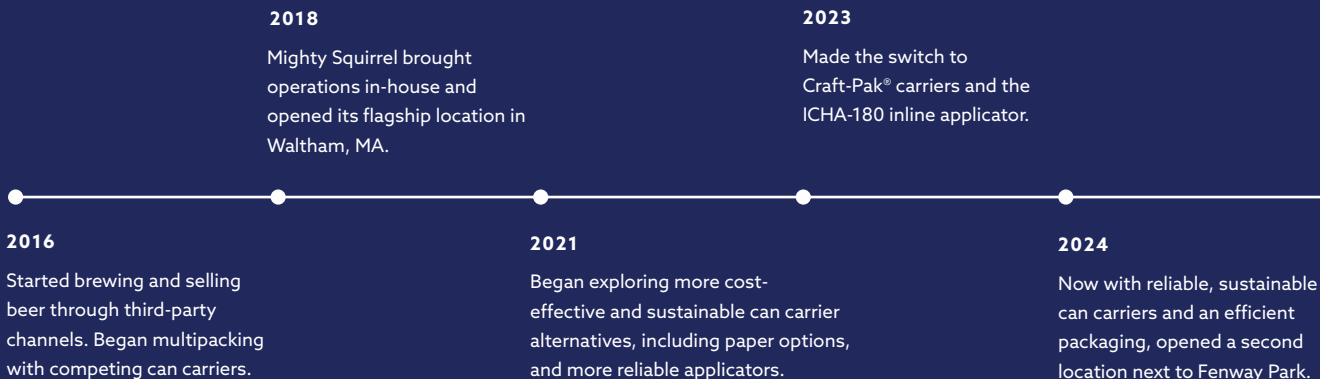 2018
Mighty Squirrel brought
operations in-house and
opened its flagship location in
Waltham, MA.
2023
Made the switch to
Craft-Pak® carriers and the
ICHA-180 inline applicator.
2016
Started brewing and selling
beer through third-party
channels. Began multipacking
with competing can carriers.
2021
Began exploring more cost-
effective and sustainable can carrier
alternatives, including paper options,
and more reliable applicators.
2024
Now with reliable, sustainable
can carriers and an efficient
packaging, opened a second
location next to Fenway Park.